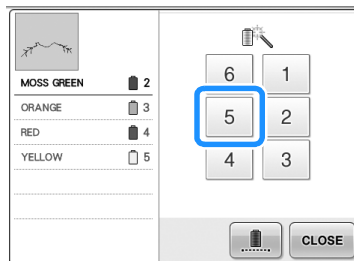 MOSS GREEN 2
ORANGE 3
RED 4
YELLOW 5
6 1
5 2
4 3
CLOSE